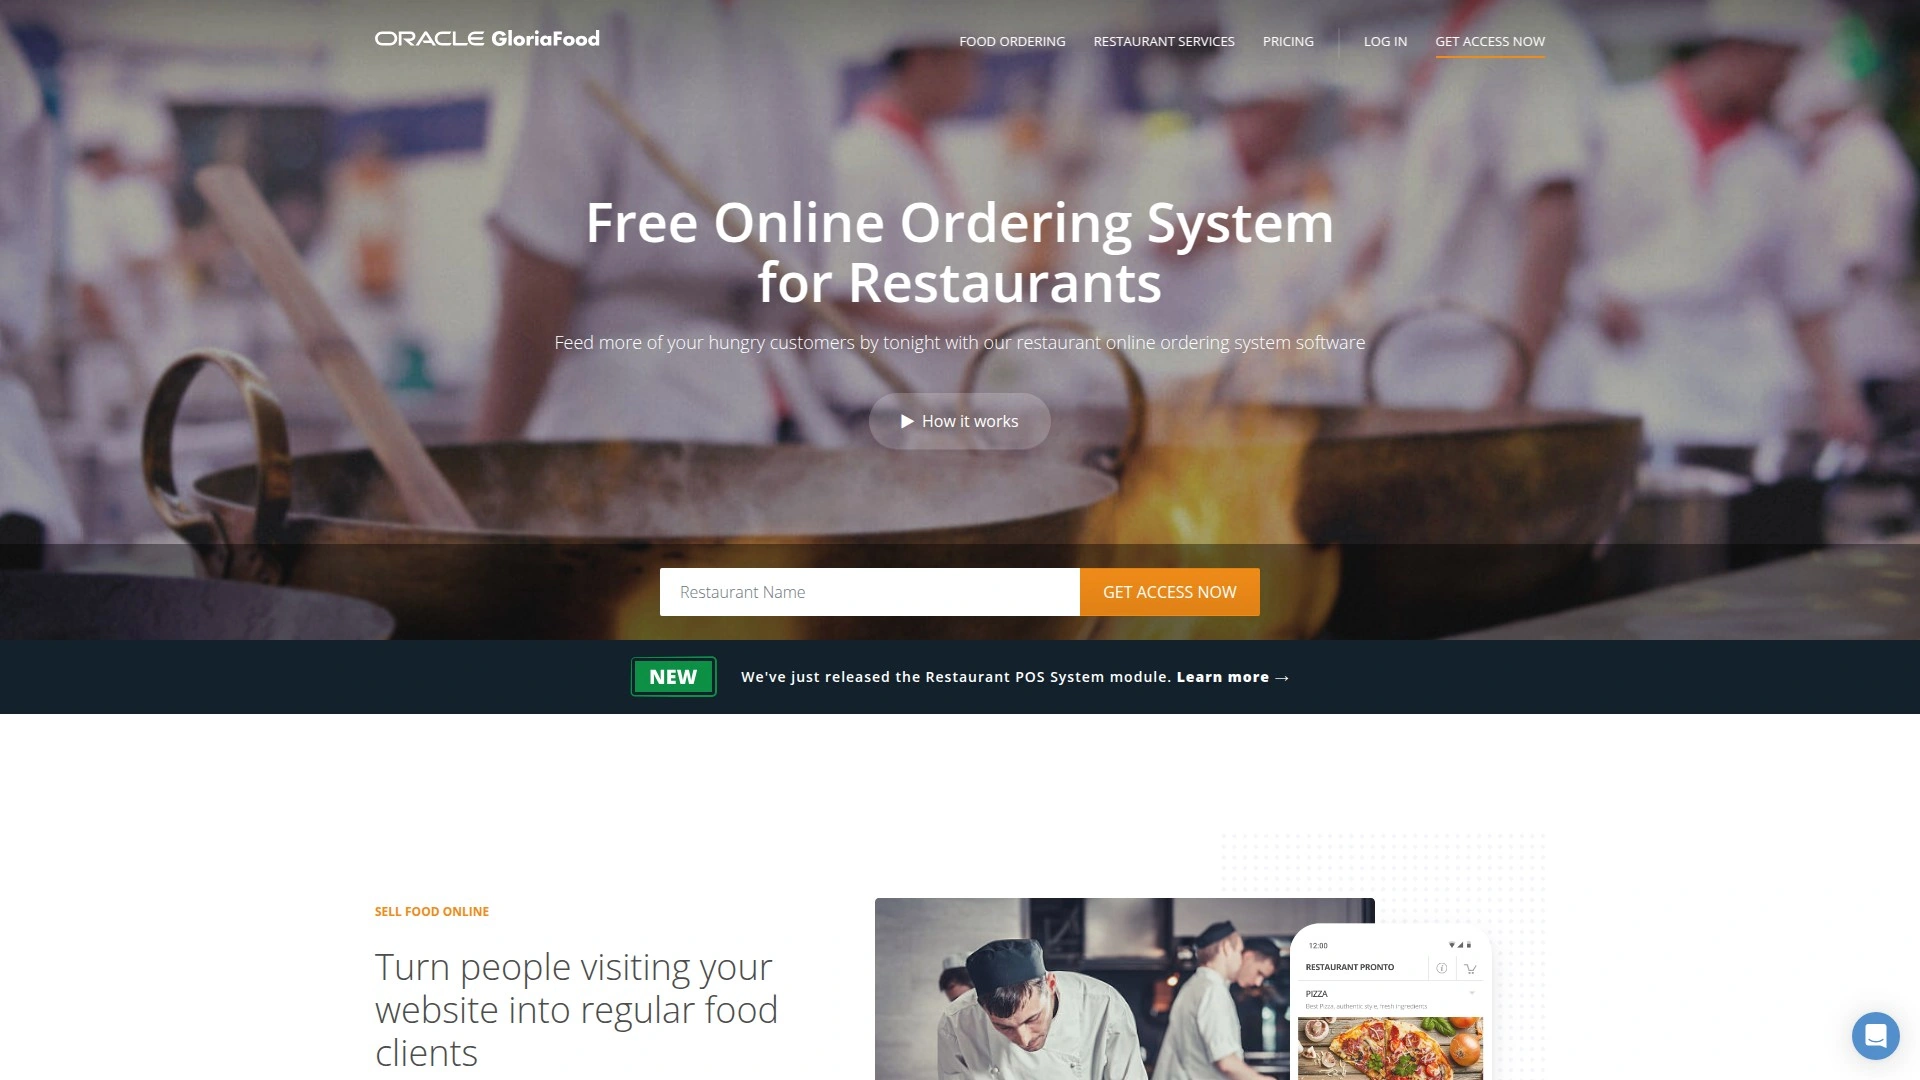 ORACLE GloriaFood
FOOD ORDERING
RESTAURANT SERVICES
PRICING
LOG IN
GET ACCESS NOW
Free Online Ordering System
for Restaurants
Feed more of your hungry customers by tonight with our restaurant online ordering system software
How it works
Restaurant Name
GET ACCESS NOW
NEW
We've just released the Restaurant POS System module. Learn more →
SELL FOOD ONLINE
Turn people visiting your
website into regular food
clients
12:00
RESTAURANT PRONTO
PIZZA
Best Pizza, authentic style, fresh ingredients